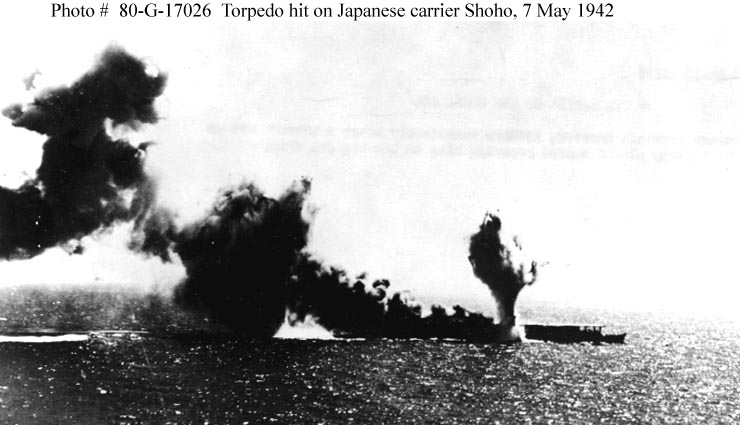 Photo # 80-G-17026 Torpedo hit on Japanese carrier Shoho, 7 May 1942